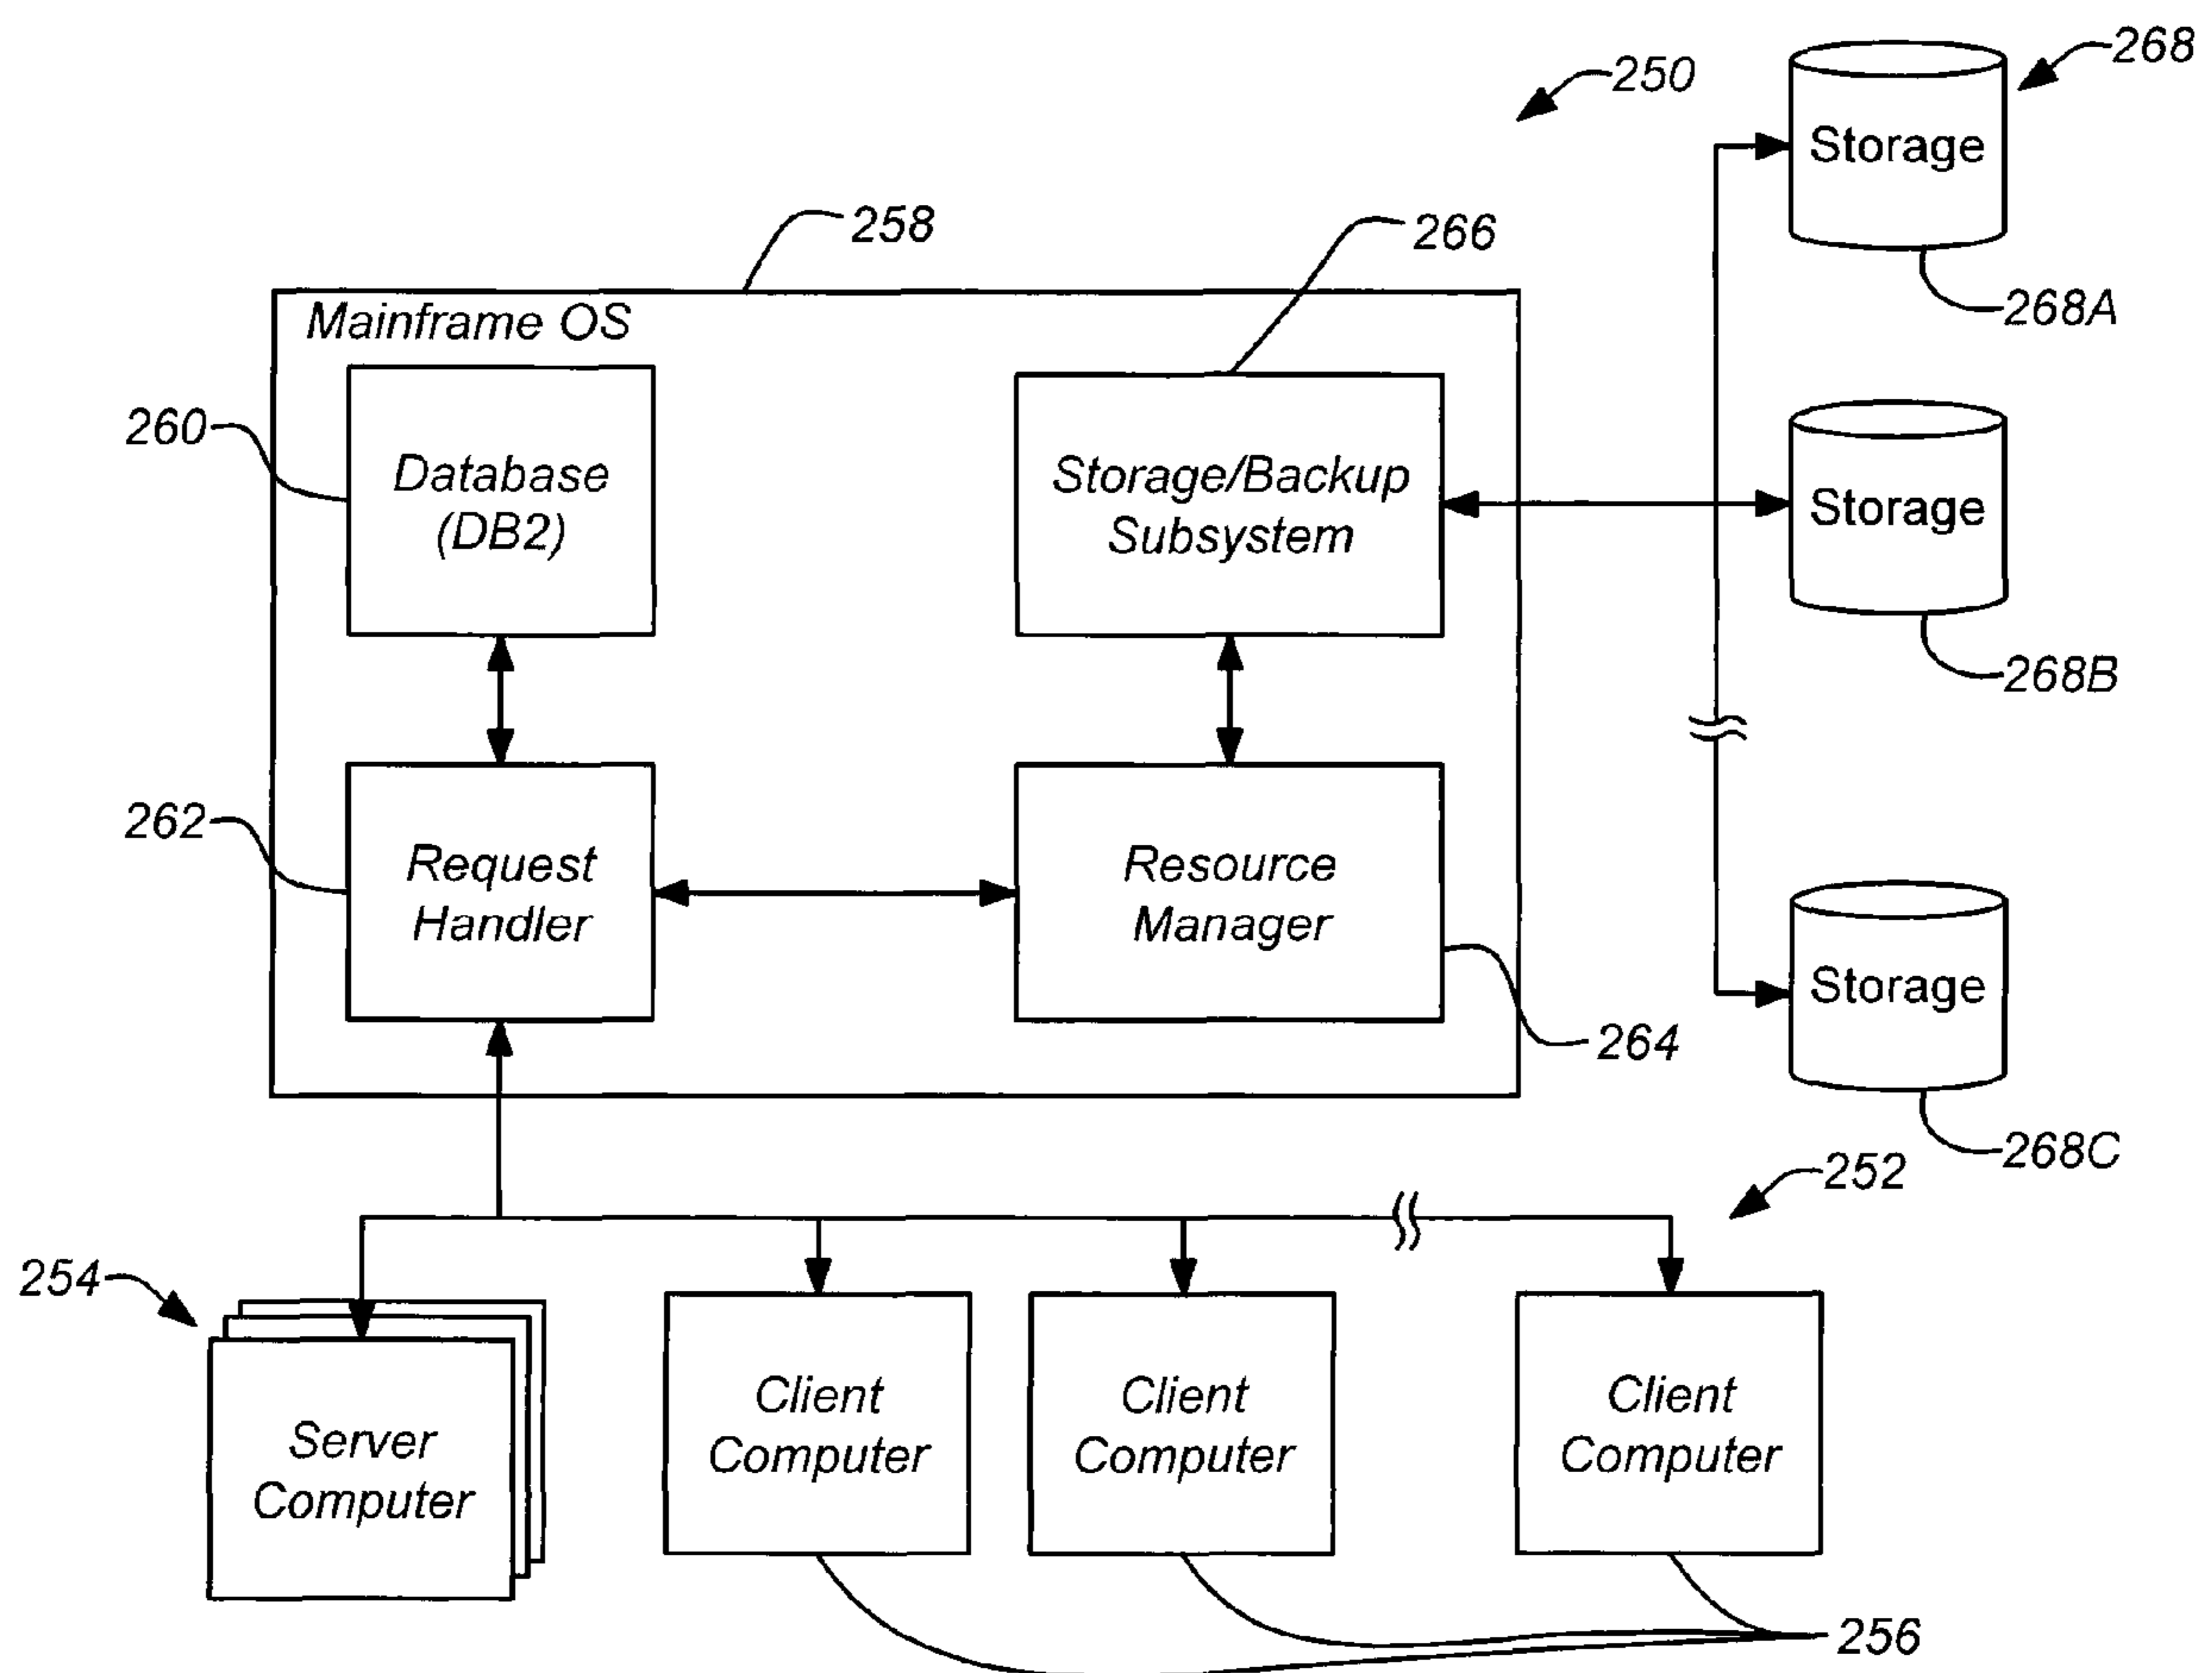 268
250
Storage
258
266
268A
Mainframe OS
260
Database
(DB2)
Storage/Backup
Subsystem
Storage
268B
262
Request
Handler
Resource
Manager
Storage
264
268C
252
254
Server
Computer
Client
Computer
Client
Computer
Client
Computer
256